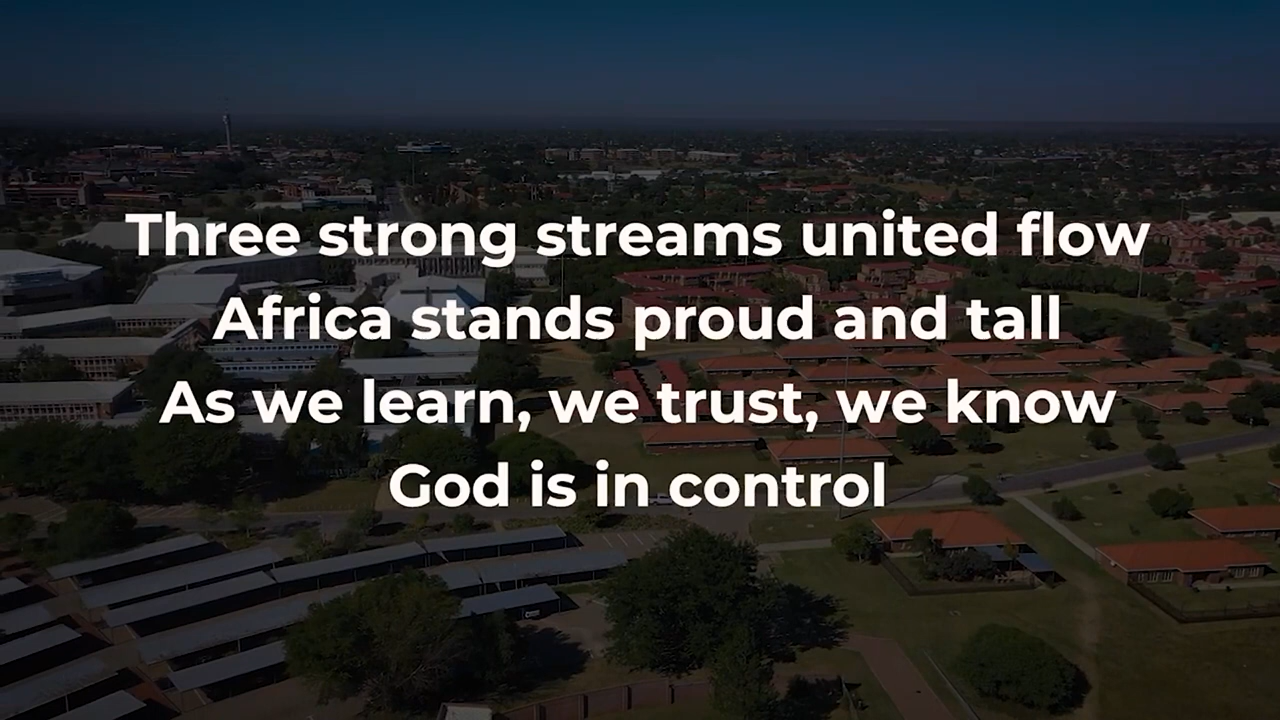 Three strong streams united flow
Africa stands proud and tall
As we learn, we trust, we know
God is in control